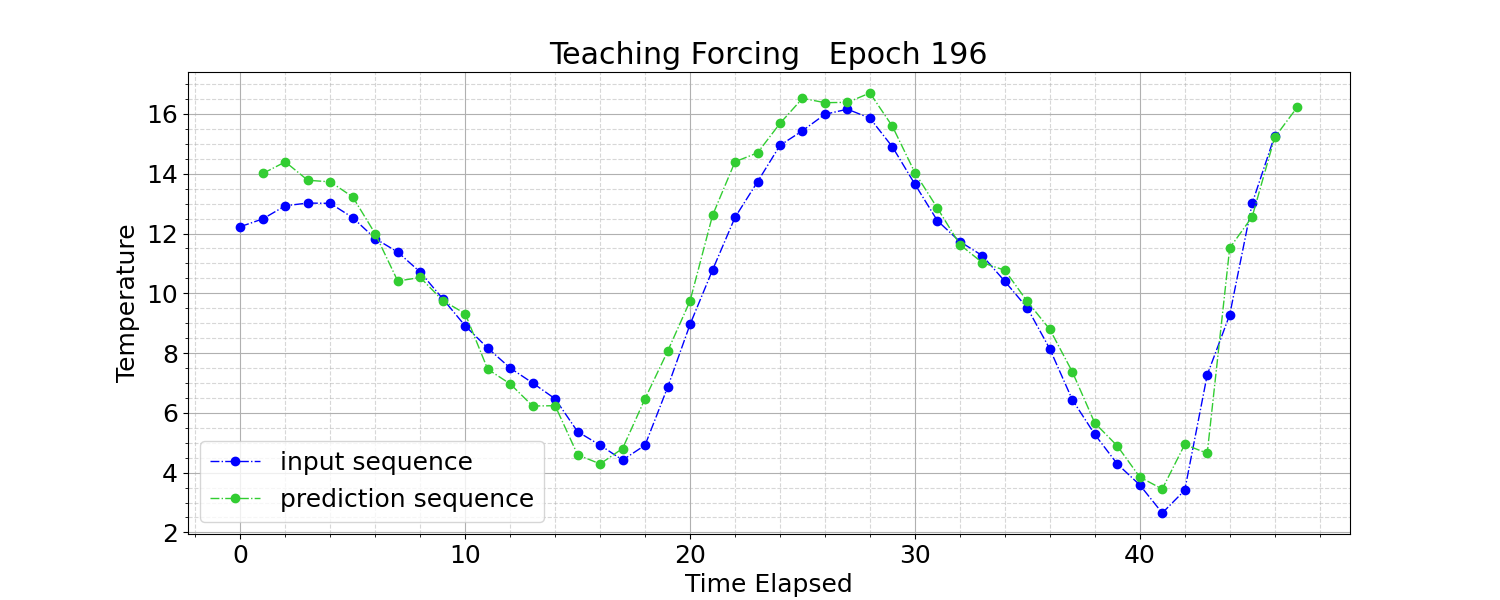 Teaching Forcing   Epoch 196
16
14
12
10
8
6
4
2
Temperature
input sequence
prediction sequence
0 10 20 30 40
Time Elapsed